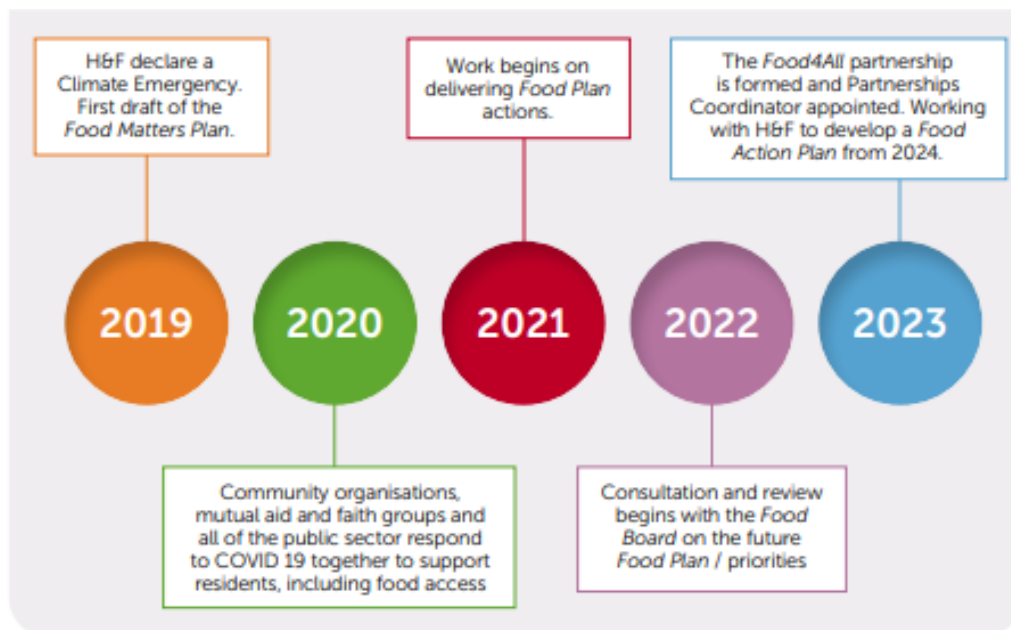 H&F declare a
Climate Emergency.
First draft of the
Food Matters Plan.
Work begins on
delivering Food Plan
actions.
The Food4All partnership
is formed and Partnerships
Coordinator appointed. Working
with H&F to develop a Food
Action Plan from 2024.
2019
2020
2021
2022
2023
Community organisations,
mutual aid and faith groups and
all of the public sector respond
to COVID 19 together to support
residents, including food access
Consultation and review
begins with the Food
Board on the future
Food Plan / priorities